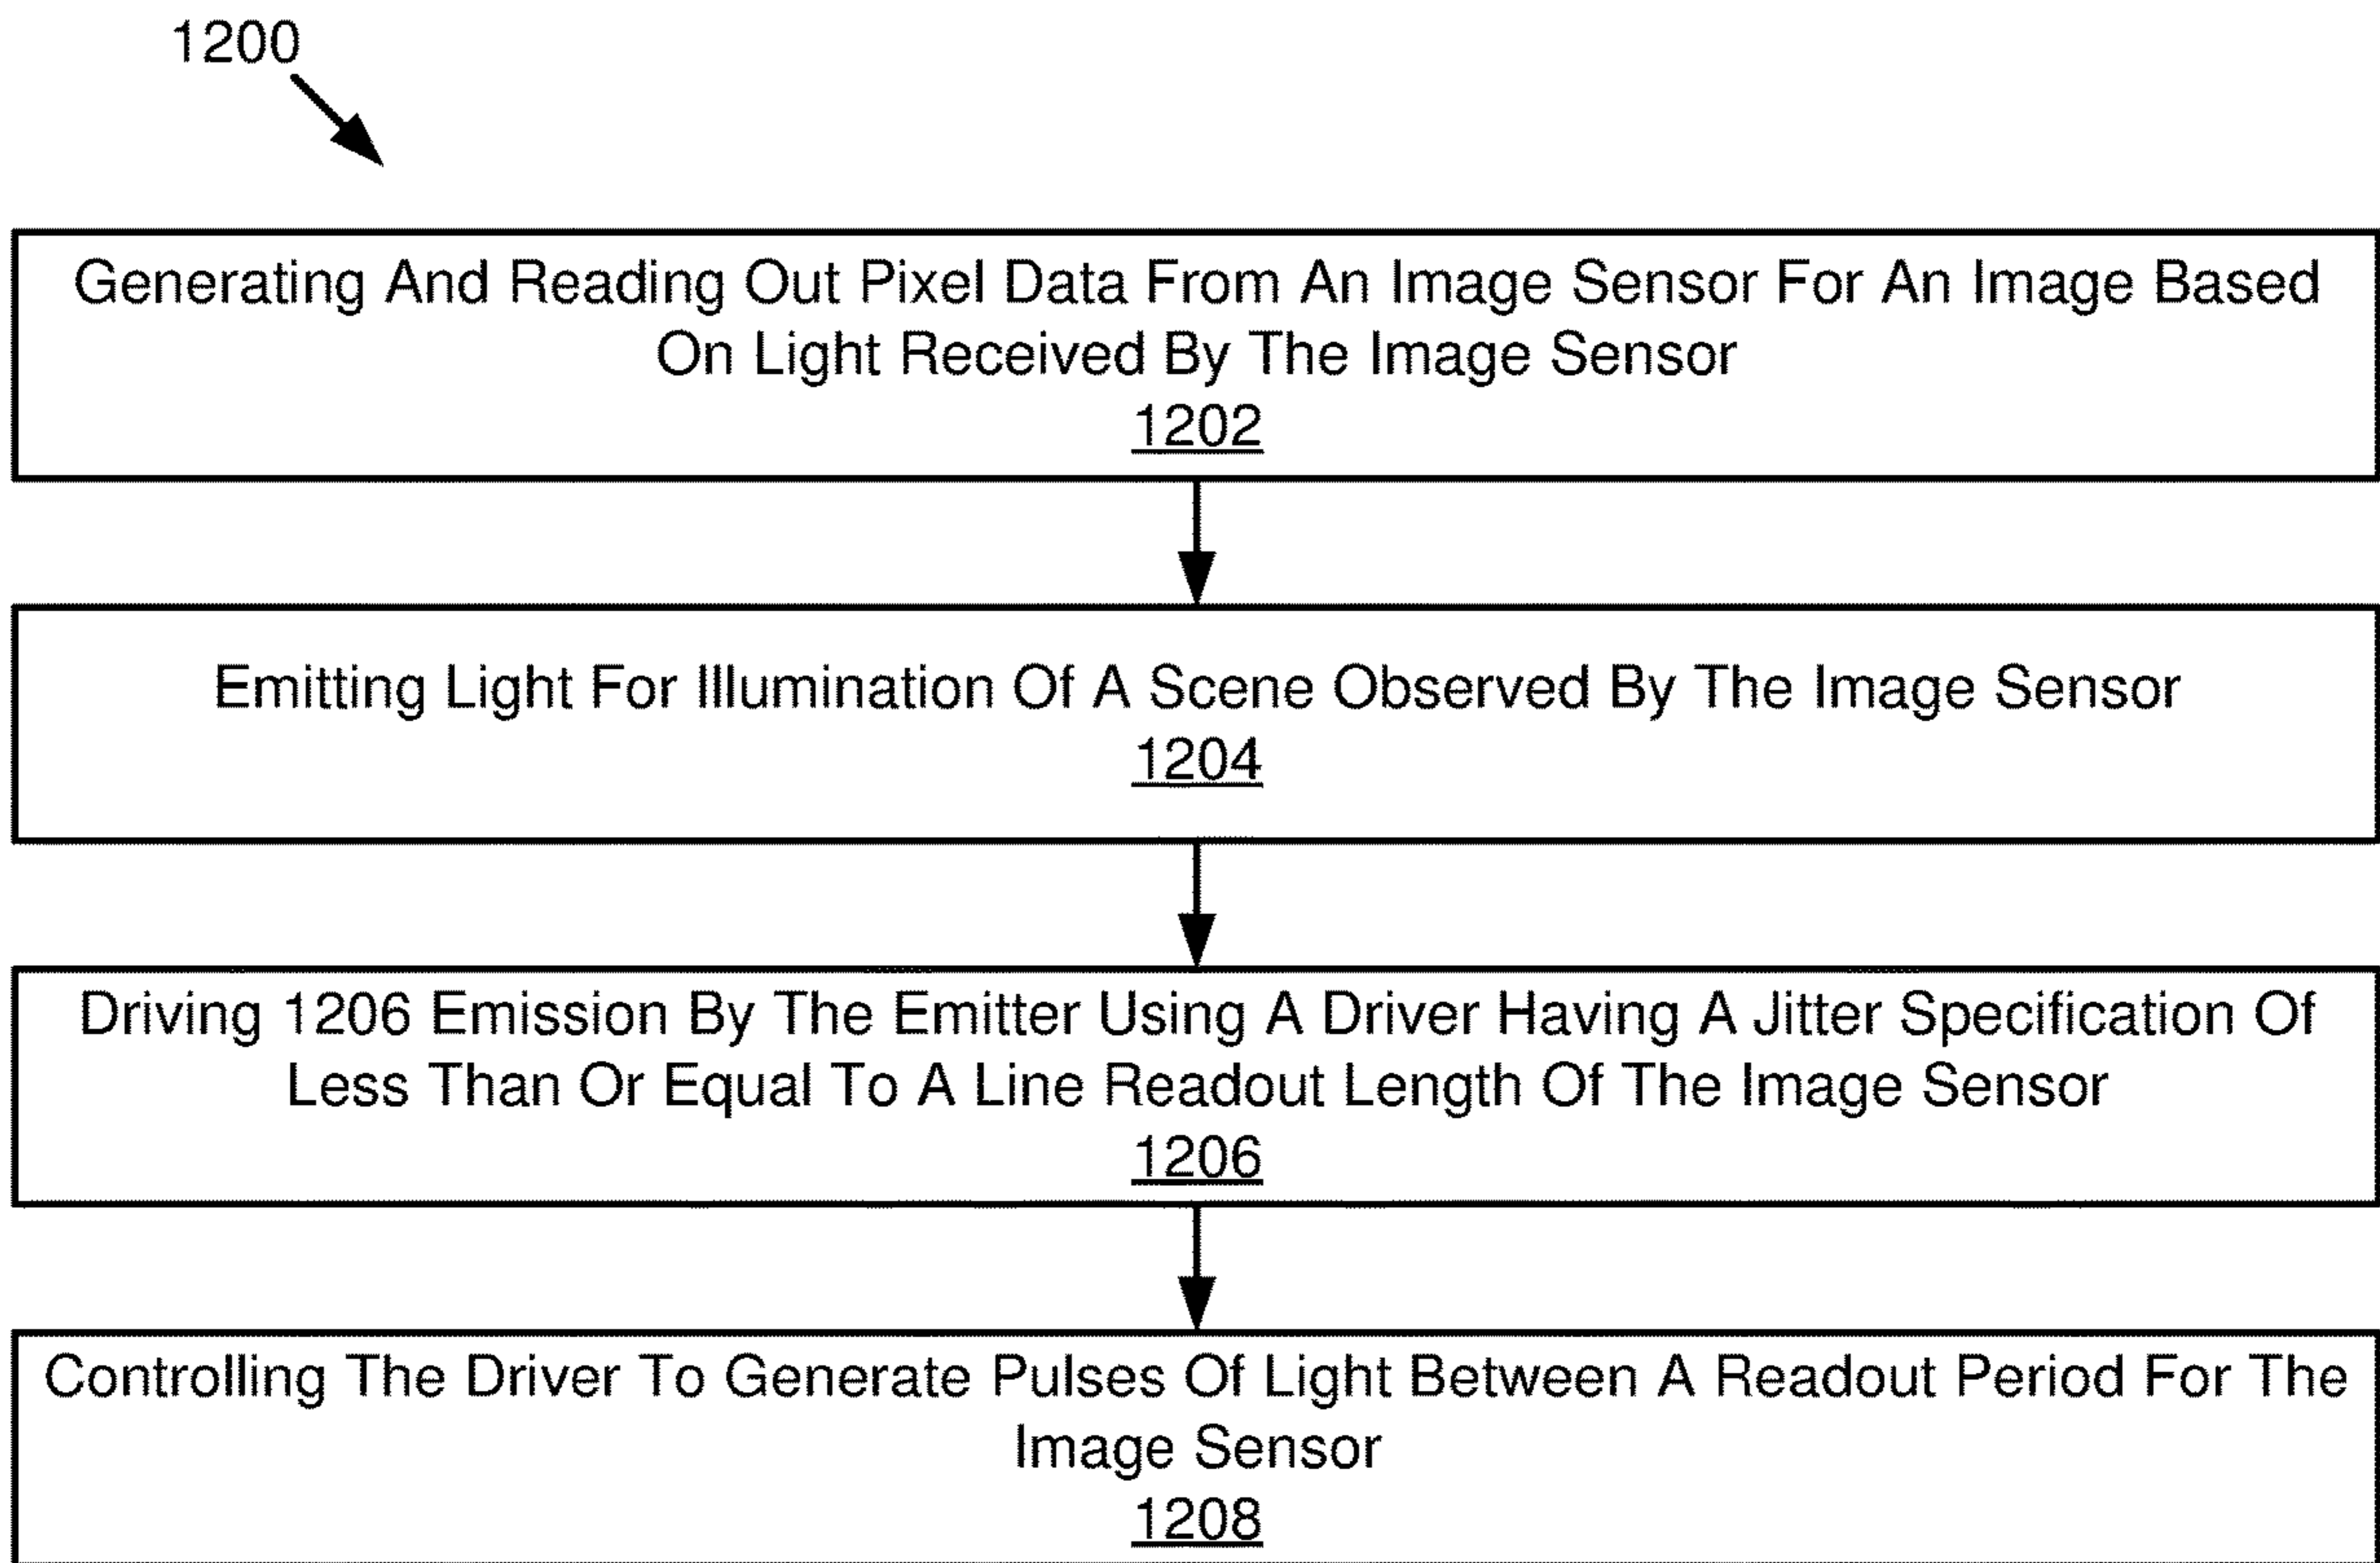 1200
Generating And Reading Out Pixel Data From An Image Sensor For An Image Based
On Light Received By The Image Sensor
1202
Emitting Light For Illumination Of A Scene Observed By The Image Sensor
1204
Driving 1206 Emission By The Emitter Using A Driver Having A Jitter Specification Of
Less Than Or Equal To A Line Readout Length Of The Image Sensor
1206
Controlling The Driver To Generate Pulses Of Light Between A Readout Period For The
Image Sensor
1208